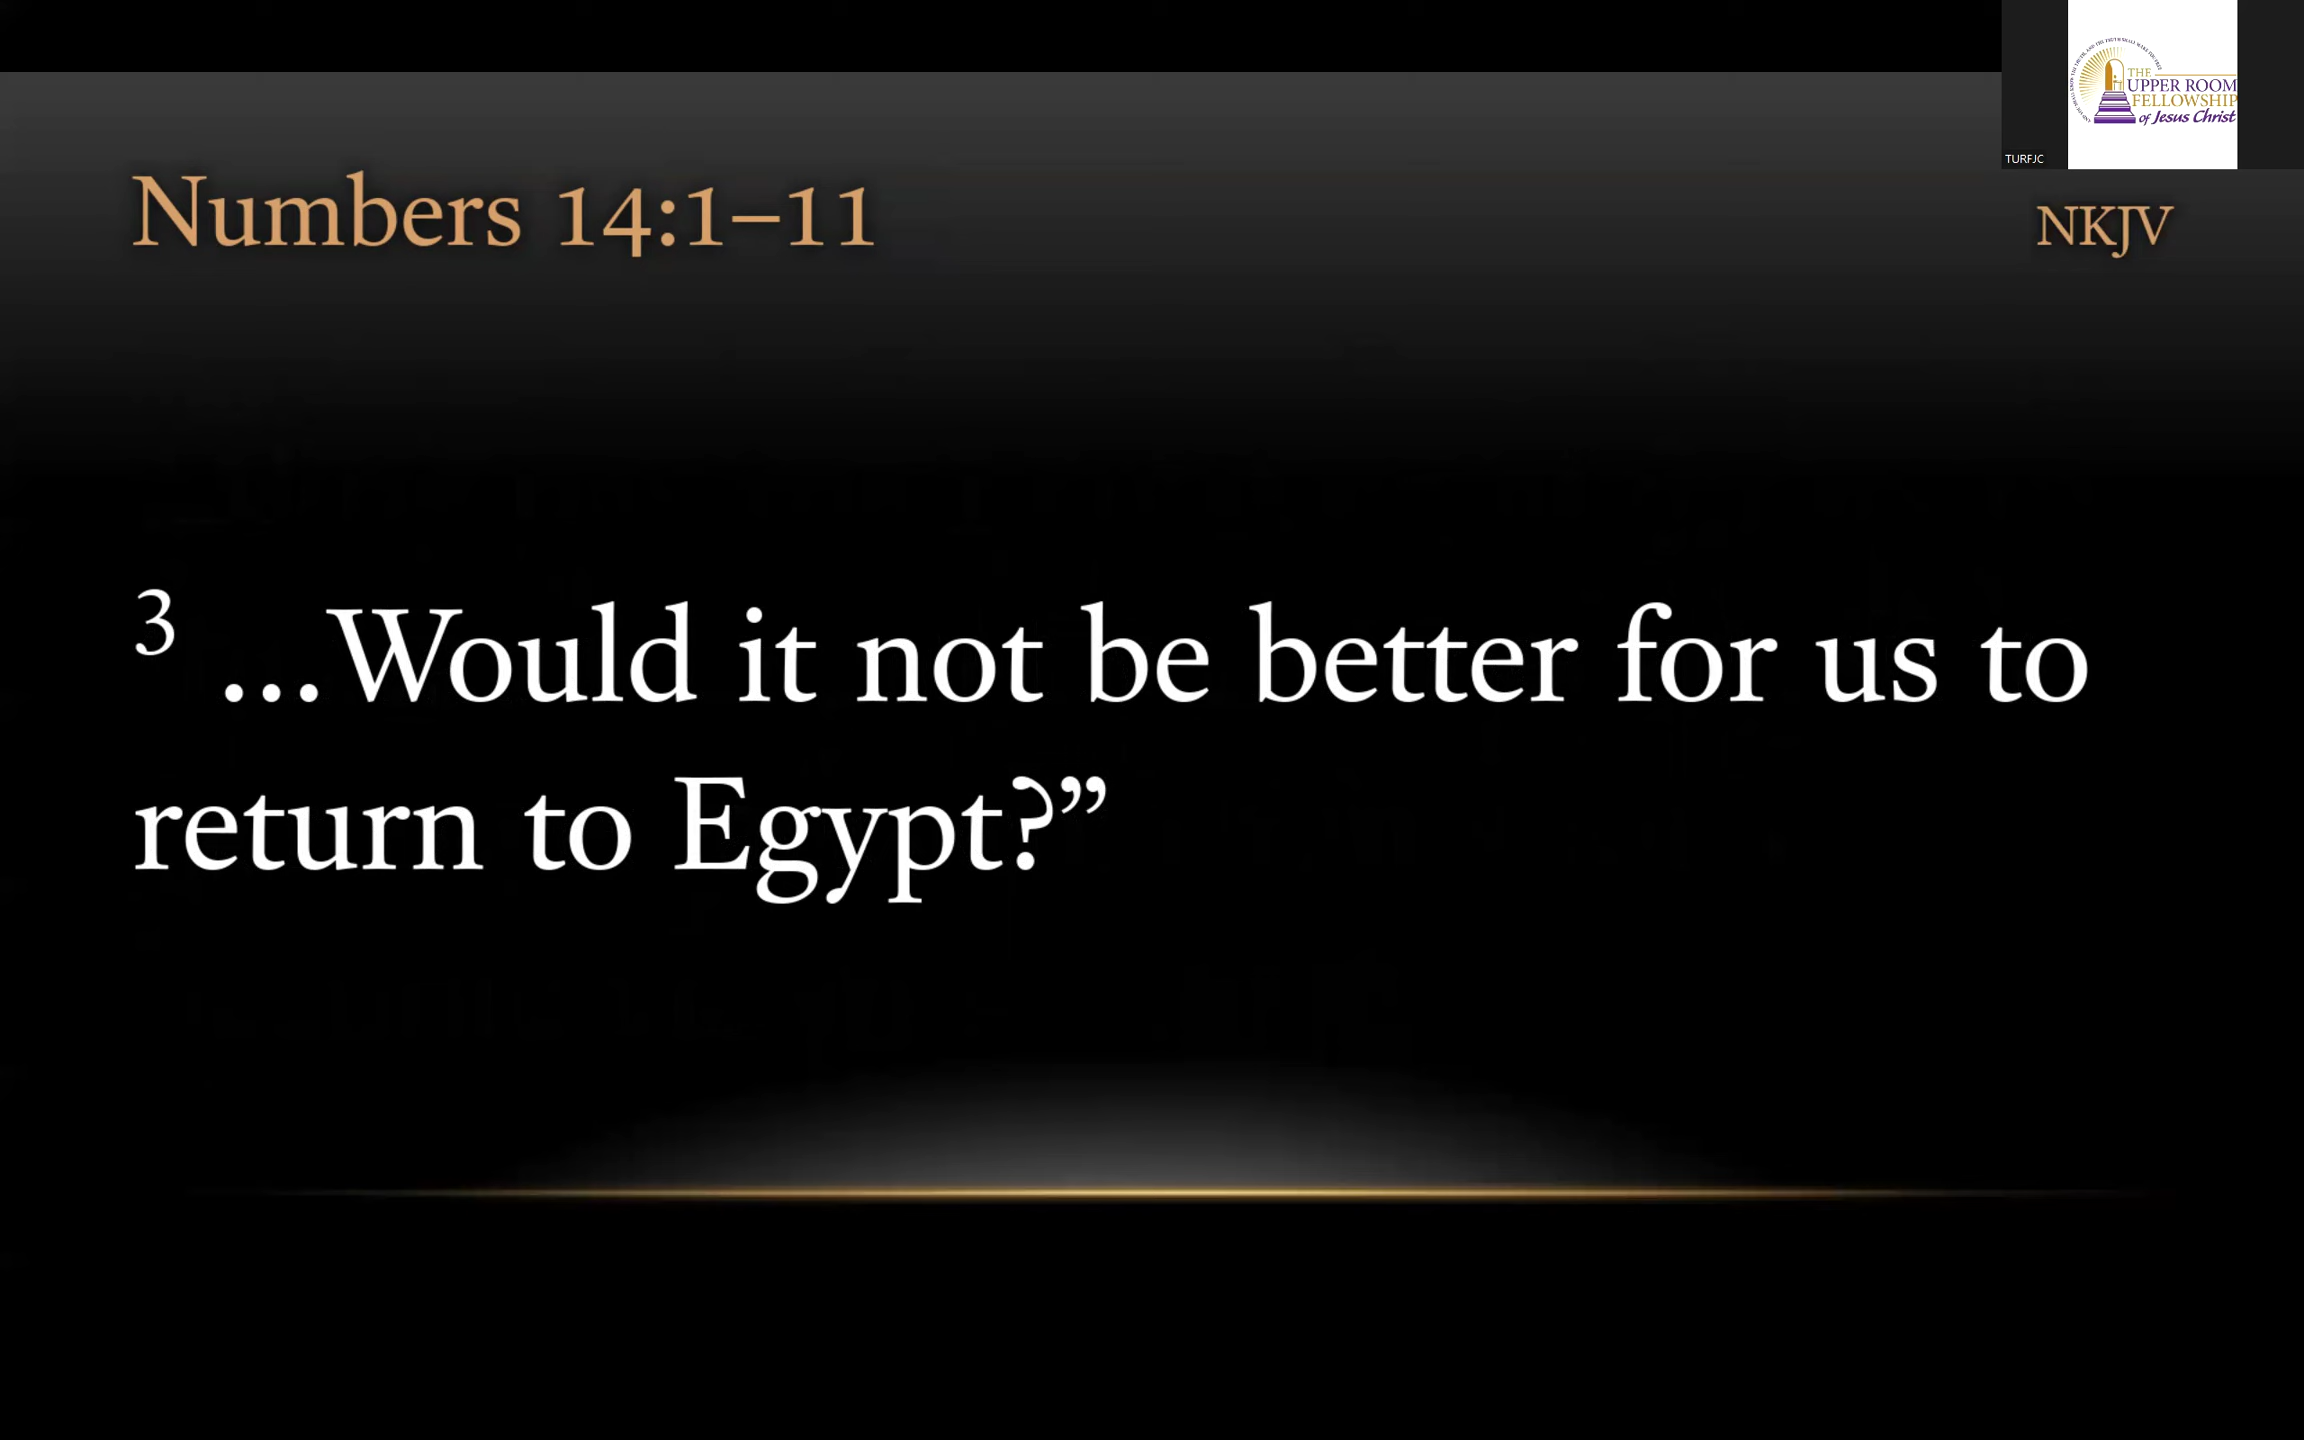 THE
UPPER ROOM
FELLOWSHIP
of Jesus Christ
TURFJC
Numbers 14:1–11
NKJV
3 ...Would it not be better for us to
return to Egypt?”